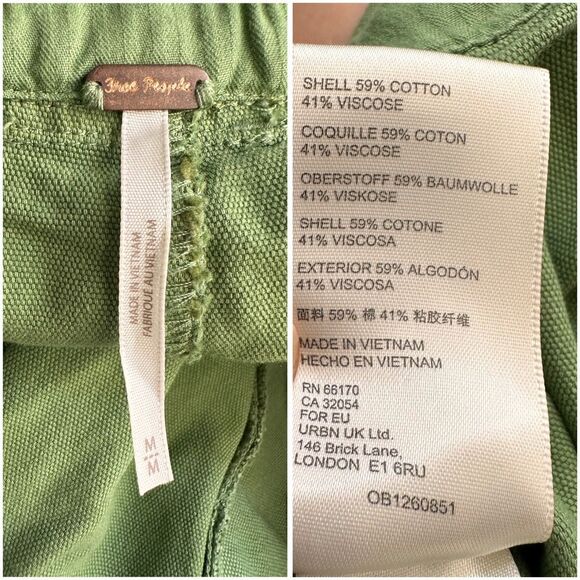 Free People
MADE IN VIETNAM
FABRIQUE AU VIETNAM
M
M
SHELL 59% COTTON
41% VISCOSE
COQUILLE 59% COTON
41% VISCOSE
OBERSTOFF 59% BAUMWOLLE
41% VISKOSE
SHELL 59% COTONE
41% VISCOSA
EXTERIOR 59% ALGODÓN
41% VISCOSA
面料 59% 棉 41% 粘胶纤维
MADE IN VIETNAM
HECHO EN VIETNAM
RN 66170
CA 32054
FOR EU
URBN UK Ltd.
146 Brick Lane,
LONDON E1 6RU
OB1260851